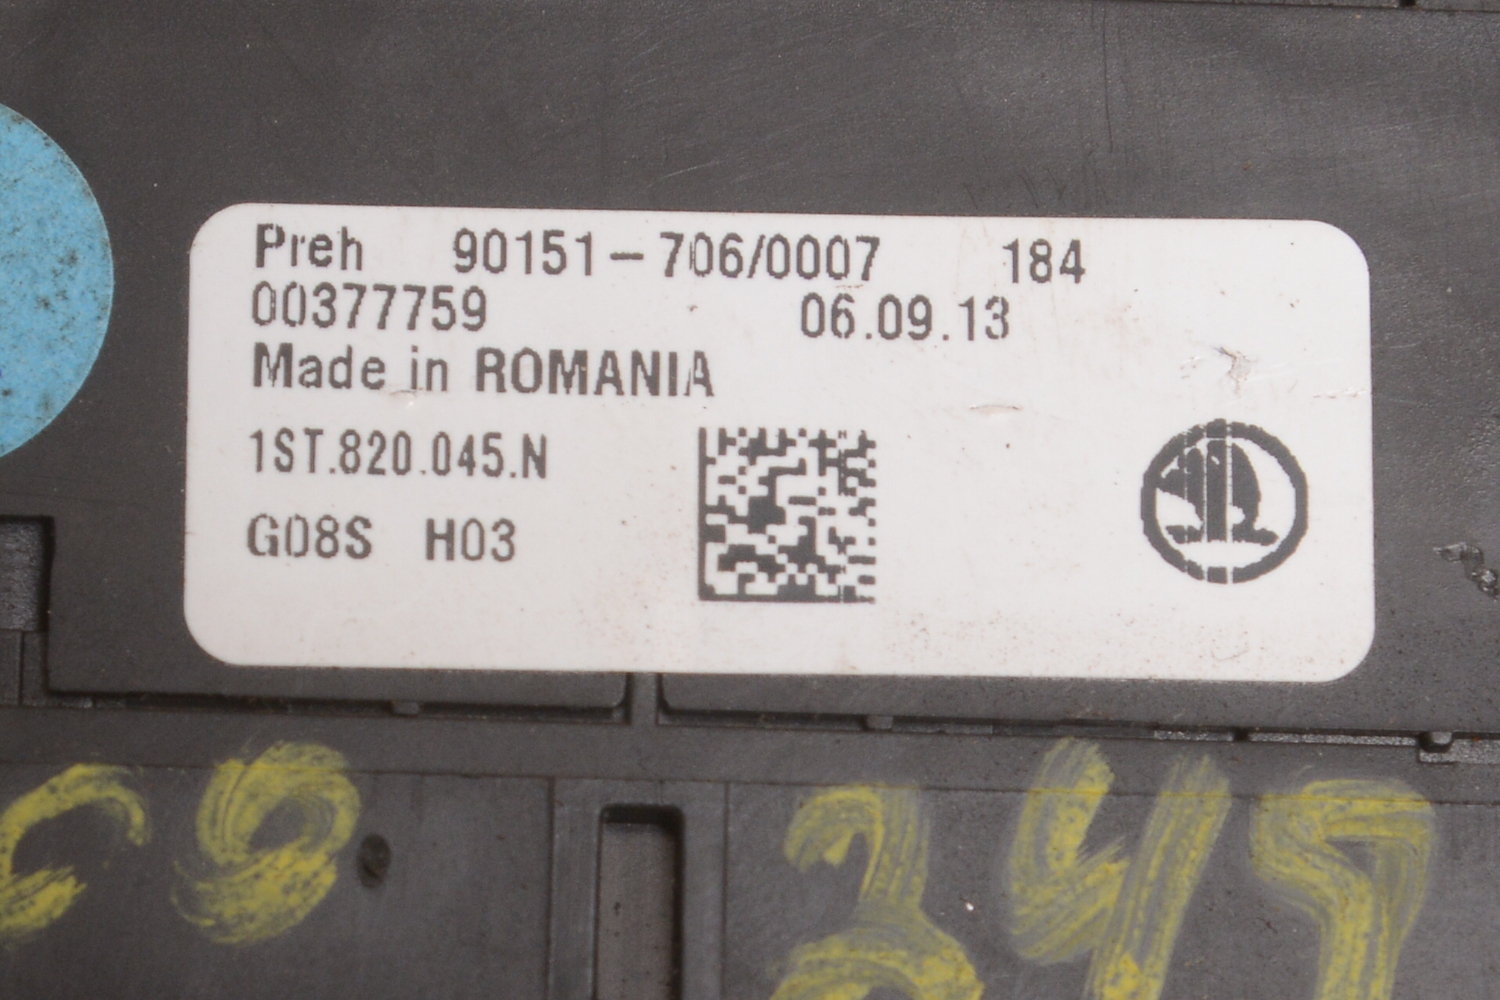 Preh 90151-706/0007 184
00377759 06.09.13
Made in ROMANIA
1ST.820.045.N
G08S H03